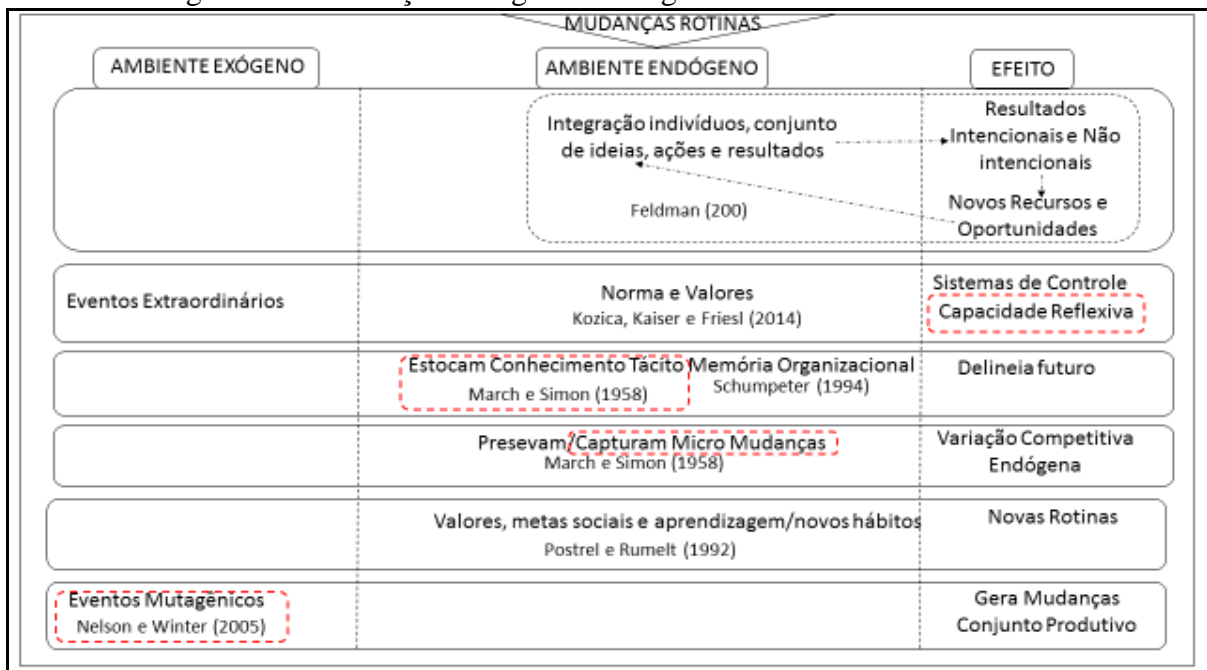 MUDANÇAS ROTINAS
AMBIENTE EXÓGENO
AMBIENTE ENDÓGENO
EFEITO
Integração indivíduos, conjunto
de ideias, ações e resultados
Feldman (200)
Resultados
Intencionais e Não
intencionais
Novos Recursos e
Oportunidades
Eventos Extraordinários
Norma e Valores
Kozica, Kaiser e Friesl (2014)
Sistemas de Controle
Capacidade Reflexiva
Estocam Conhecimento Tácito
March e Simon (1958)
Memória Organizacional
Schumpeter (1994)
Delineia futuro
Presevam/Capturam Micro Mudanças
March e Simon (1958)
Variação Competitiva
Endógena
Valores, metas sociais e aprendizagem/novos hábitos
Postrel e Rumelt (1992)
Novas Rotinas
Eventos Mutagênicos
Nelson e Winter (2005)
Gera Mudanças
Conjunto Produtivo